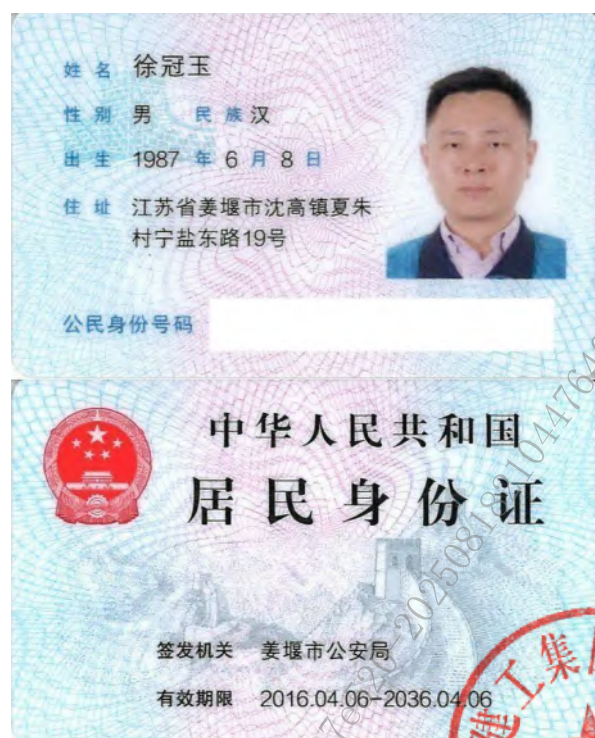 姓名 徐冠玉
性别 男 民族 汉
出生 1987 年 6 月 8 日
住址 江苏省姜堰市沈高镇夏朱
村宁盐东路19号
公民身份号码
中华人民共和国
居民身份证
签发机关 姜堰市公安局
有效期限 2016.04.06-2036.04.06
建工集